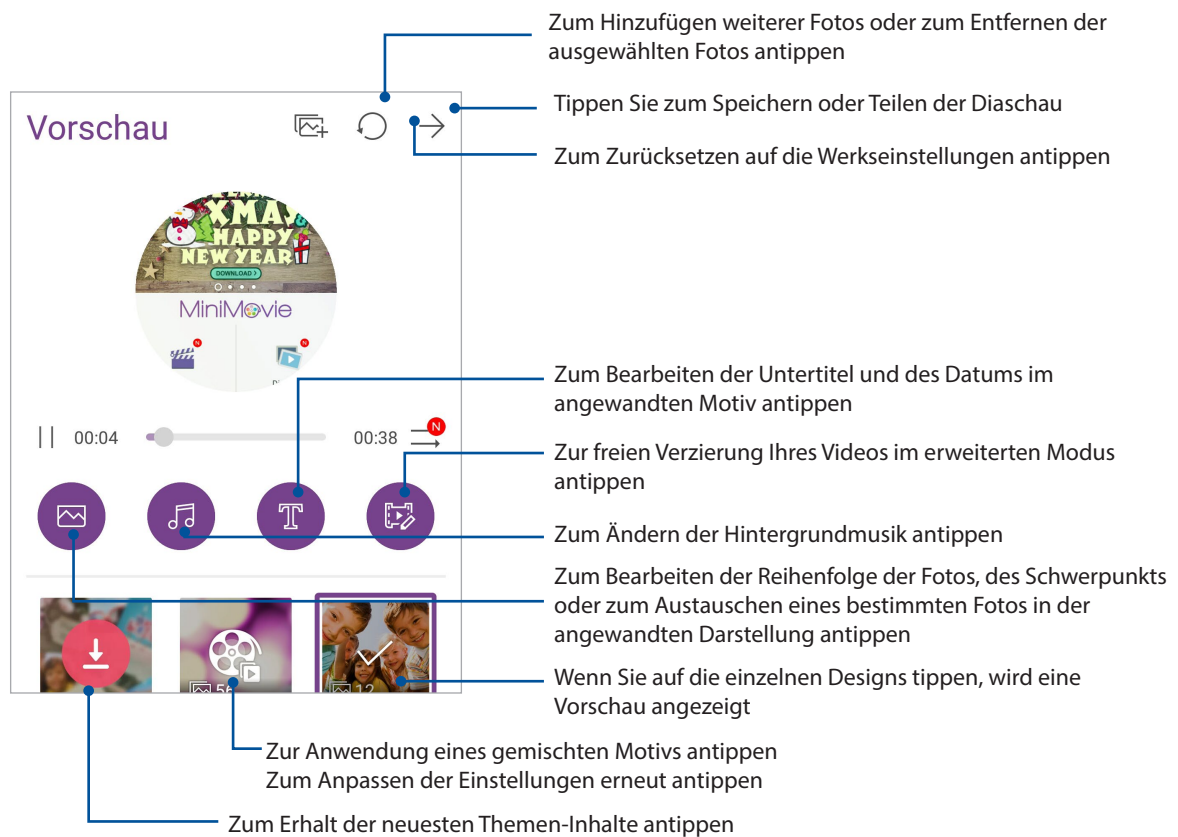 Zum Hinzufügen weiterer Fotos oder zum Entfernen der
ausgewählten Fotos antippen
Tippen Sie zum Speichern oder Teilen der Diaschau
Zum Zurücksetzen auf die Werkseinstellungen antippen
Vorschau
XMAS
HAPPY
NEW YEAR
DOWNLOAD >
MiniMovie
N
N
Zum Bearbeiten der Untertitel und des Datums im
angewandten Motiv antippen
00:04
00:38
N
Zur freien Verzierung Ihres Videos im erweiterten Modus
antippen
T
Zum Ändern der Hintergrundmusik antippen
Zum Bearbeiten der Reihenfolge der Fotos, des Schwerpunkts
oder zum Austauschen eines bestimmten Fotos in der
angewandten Darstellung antippen
56
12
Wenn Sie auf die einzelnen Designs tippen, wird eine
Vorschau angezeigt
Zur Anwendung eines gemischten Motivs antippen
Zum Anpassen der Einstellungen erneut antippen
Zum Erhalt der neuesten Themen-Inhalte antippen